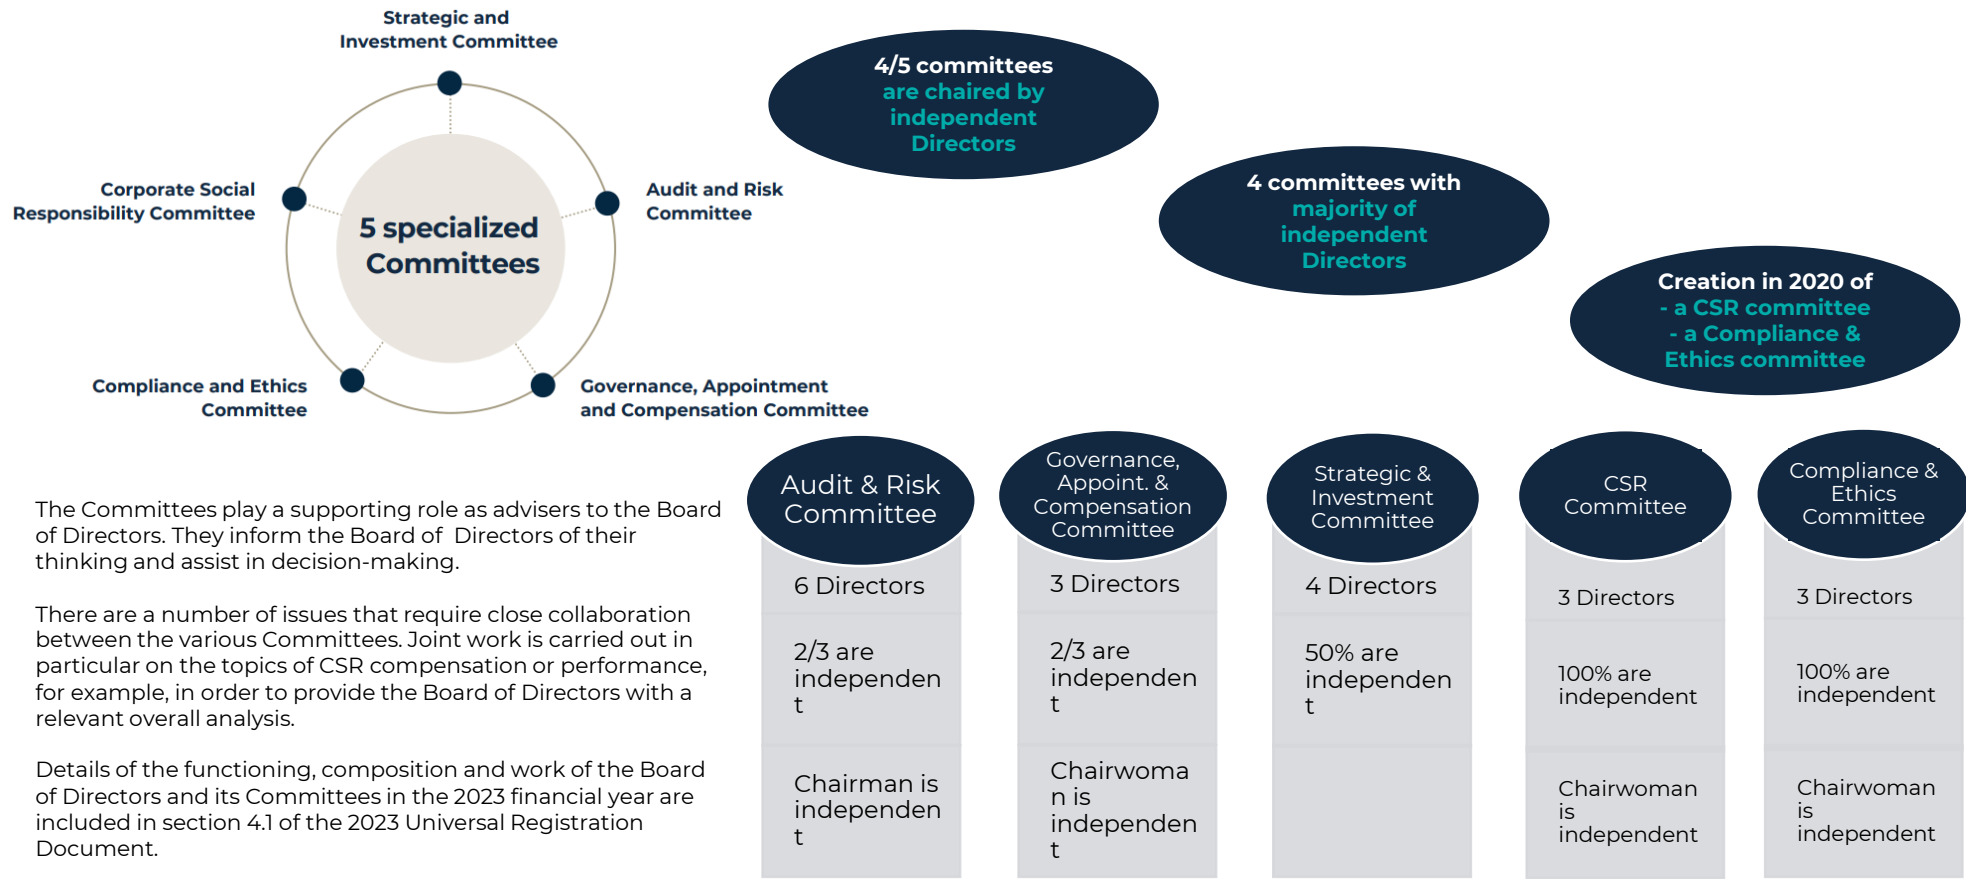 Strategic and
Investment Committee
Corporate Social
Responsibility Committee
Audit and Risk
Committee
5 specialized
Committees
Compliance and Ethics
Committee
Governance, Appointment
and Compensation Committee
4/5 committees
are chaired by
independent
Directors
4 committees with
majority of
independent
Directors
Creation in 2020 of
- a CSR committee
- a Compliance &
Ethics committee
The Committees play a supporting role as advisers to the Board
of Directors. They inform the Board of Directors of their
thinking and assist in decision-making.
There are a number of issues that require close collaboration
between the various Committees. Joint work is carried out in
particular on the topics of CSR compensation or performance,
for example, in order to provide the Board of Directors with a
relevant overall analysis.
Details of the functioning, composition and work of the Board
of Directors and its Committees in the 2023 financial year are
included in section 4.1 of the 2023 Universal Registration
Document.
Audit & Risk
Committee
6 Directors
2/3 are
independen
t
Chairman is
independen
t
Governance,
Appoint. &
Compensation
Committee
3 Directors
2/3 are
independen
t
Chairwoma
n is
independen
t
Strategic &
Investment
Committee
4 Directors
50% are
independen
t
CSR
Committee
3 Directors
100% are
independent
Chairwoman
is
independent
Compliance &
Ethics
Committee
3 Directors
100% are
independent
Chairwoman
is
independent